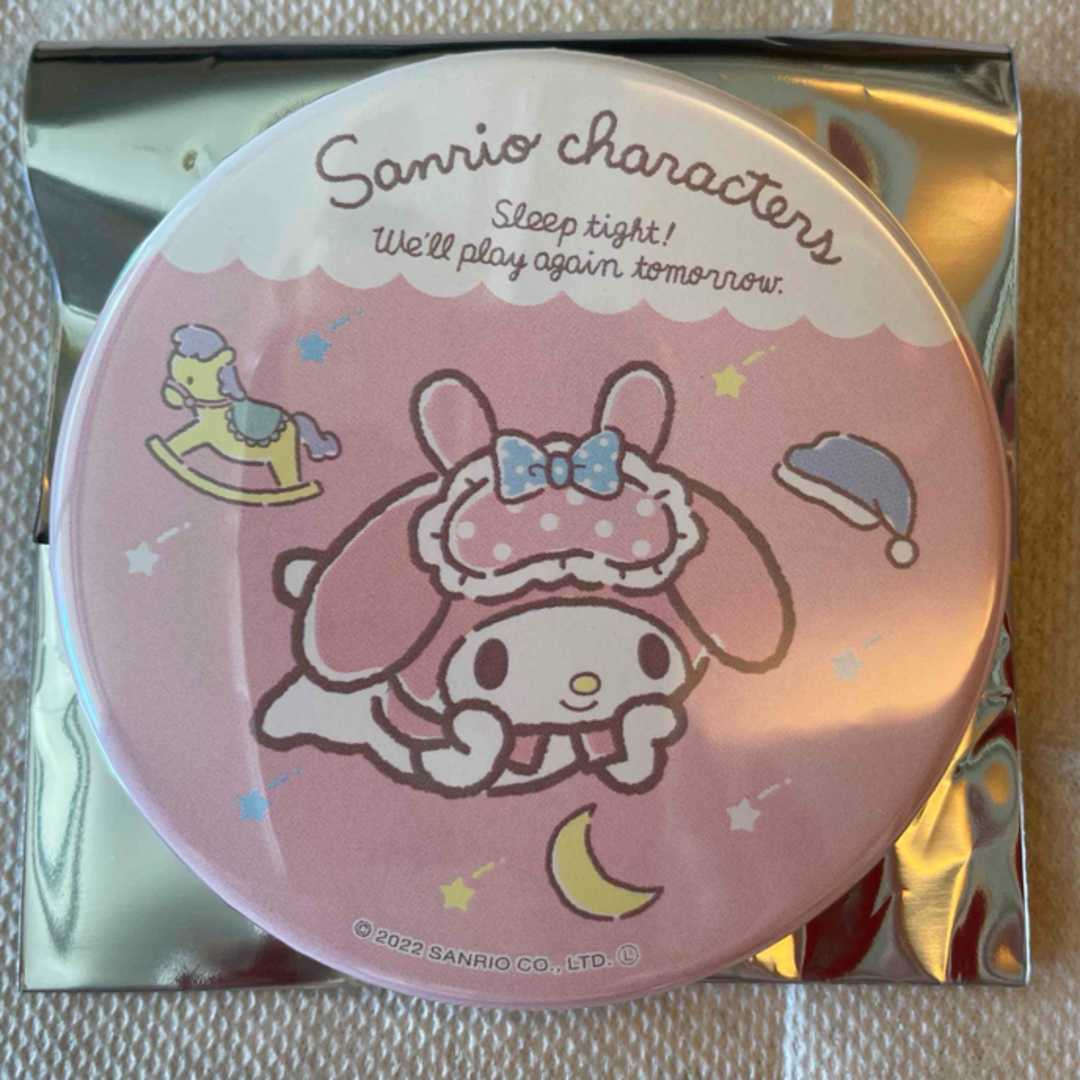 Sanrio characters
Sleep tight!
We'll play again tomorrow.
© 2022 SANRIO CO., LTD. Ⓛ